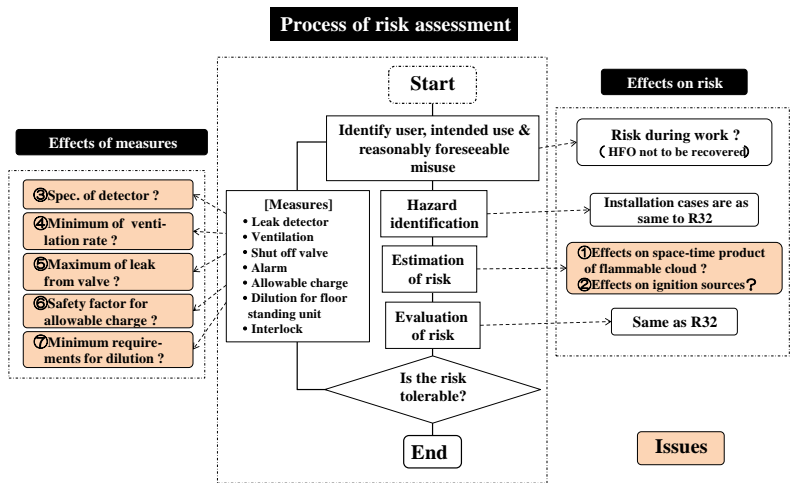 Process of risk assessment
Start
Effects on risk
Effects of measures
Identify user, intended use &
reasonably foreseeable
misuse
Risk during work ?
( HFO not to be recovered)
③Spec. of detector ?
④Minimum of venti-
lation rate ?
⑤Maximum of leak
from valve ?
⑥Safety factor for
allowable charge ?
⑦Minimum require-
ments for dilution ?
[Measures]
• Leak detector
• Ventilation
• Shut off valve
• Alarm
• Allowable charge
• Dilution for floor
standing unit
• Interlock
Hazard
identification
Installation cases are as
same to R32
Estimation
of risk
①Effects on space-time product
of flammable cloud ?
②Effects on ignition sources?
Evaluation
of risk
Same as R32
Is the risk
tolerable?
End
Issues